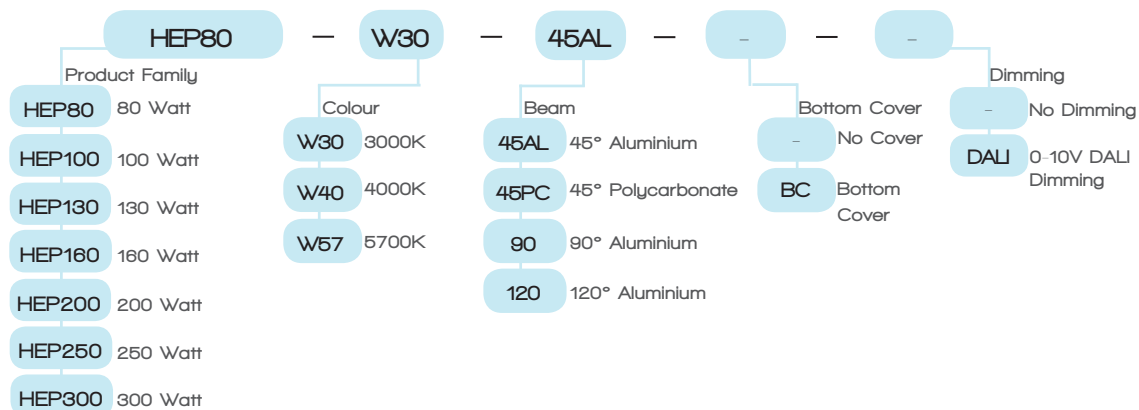 HEP80 — W30 — 45AL — - — -
Product Family
HEP80 80 Watt
HEP100 100 Watt
HEP130 130 Watt
HEP160 160 Watt
HEP200 200 Watt
HEP250 250 Watt
HEP300 300 Watt
Colour
W30 3000K
W40 4000K
W57 5700K
Beam
45AL 45° Aluminium
45PC 45° Polycarbonate
90 90° Aluminium
120 120° Aluminium
Bottom Cover
- No Cover
BC Bottom
Cover
Dimming
- No Dimming
DALI 0-10V DALI
Dimming